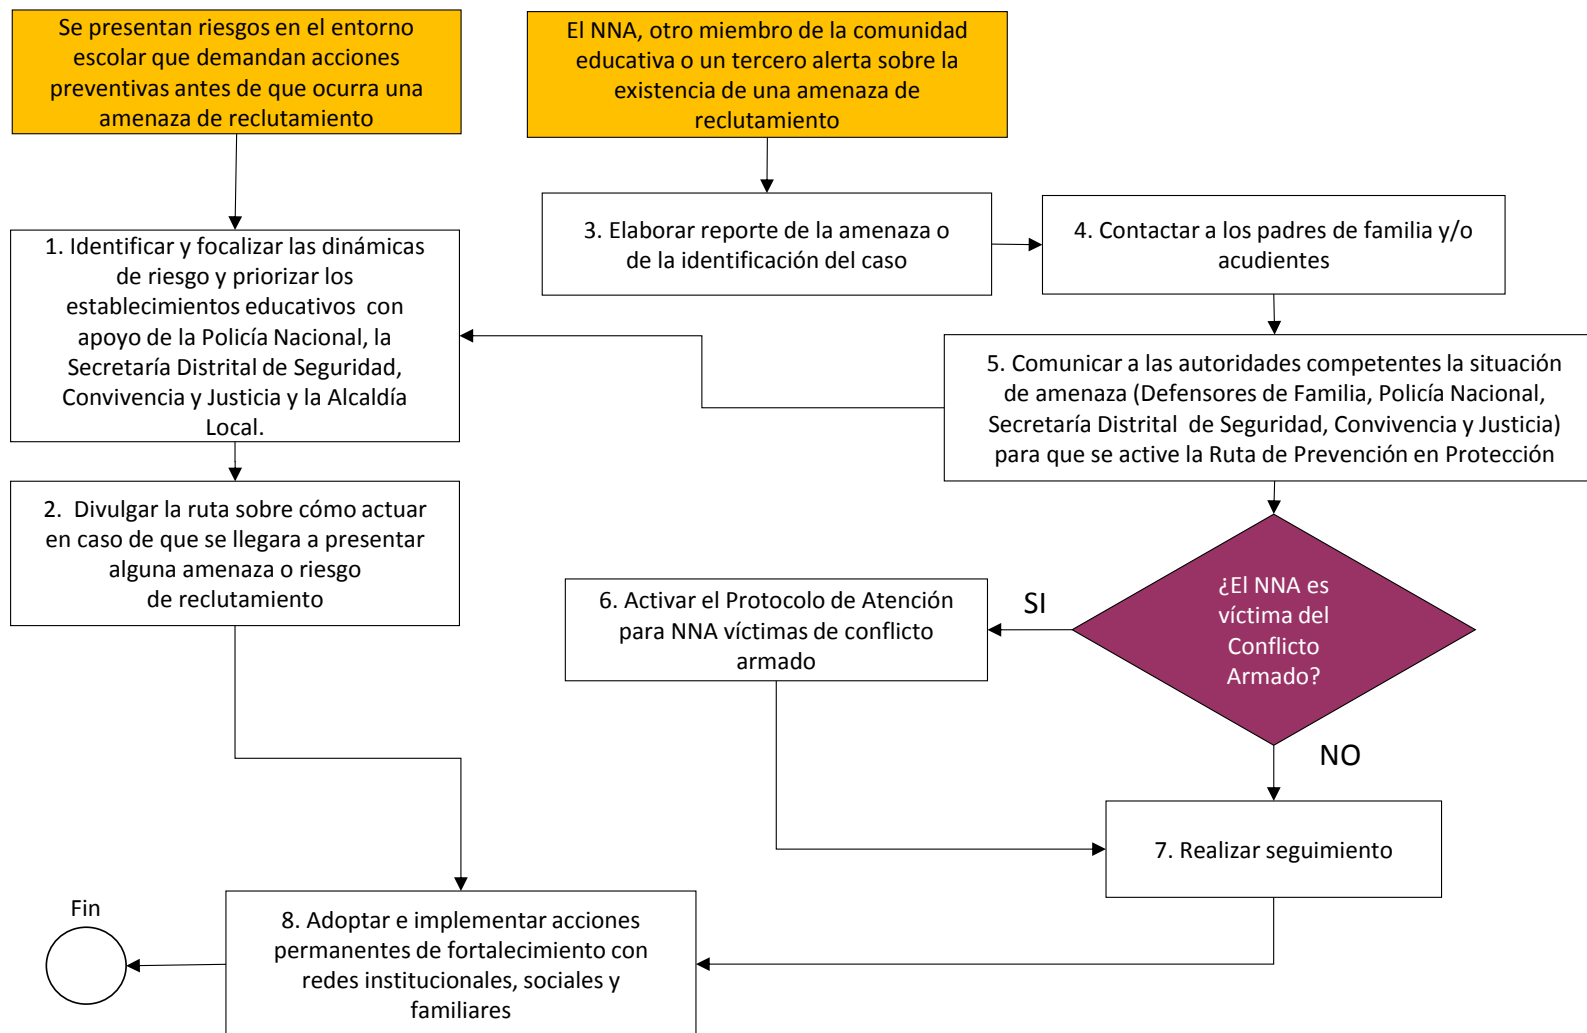 Se presentan riesgos en el entorno
escolar que demandan acciones
preventivas antes de que ocurra una
amenaza de reclutamiento
El NNA, otro miembro de la comunidad
educativa o un tercero alerta sobre la
existencia de una amenaza de
reclutamiento
1. Identificar y focalizar las dinámicas
de riesgo y priorizar los
establecimientos educativos con
apoyo de la Policía Nacional, la
Secretaría Distrital de Seguridad,
Convivencia y Justicia y la Alcaldía
Local.
2. Divulgar la ruta sobre cómo actuar
en caso de que se llegara a presentar
alguna amenaza o riesgo
de reclutamiento
3. Elaborar reporte de la amenaza o
de la identificación del caso
4. Contactar a los padres de familia y/o
acudientes
5. Comunicar a las autoridades competentes la situación
de amenaza (Defensores de Familia, Policía Nacional,
Secretaría Distrital de Seguridad, Convivencia y Justicia)
para que se active la Ruta de Prevención en Protección
¿El NNA es
víctima del
Conflicto
Armado?
SI
6. Activar el Protocolo de Atención
para NNA víctimas de conflicto
armado
NO
7. Realizar seguimiento
8. Adoptar e implementar acciones
permanentes de fortalecimiento con
redes institucionales, sociales y
familiares
Fin